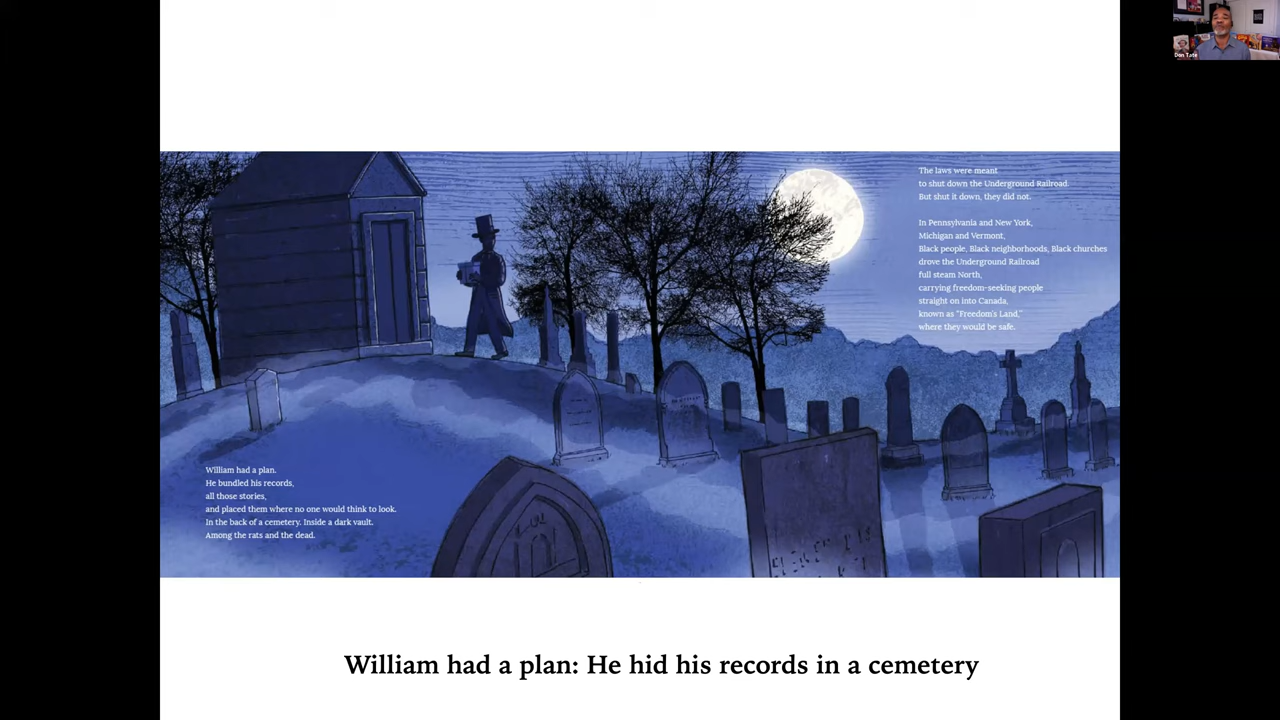 Don Tate
The laws were meant
to shut down the Underground Railroad.
But shut it down, they did not.
In Pennsylvania and New York,
Michigan and Vermont,
Black people, Black neighborhoods, Black churches
drove the Underground Railroad
full steam North,
carrying freedom-seeking people
straight on into Canada,
known as “Freedom’s Land,”
where they would be safe.
William had a plan.
He bundled his records,
all those stories,
and placed them where no one would think to look.
In the back of a cemetery. Inside a dark vault.
Among the rats and the dead.
William had a plan: He hid his records in a cemetery